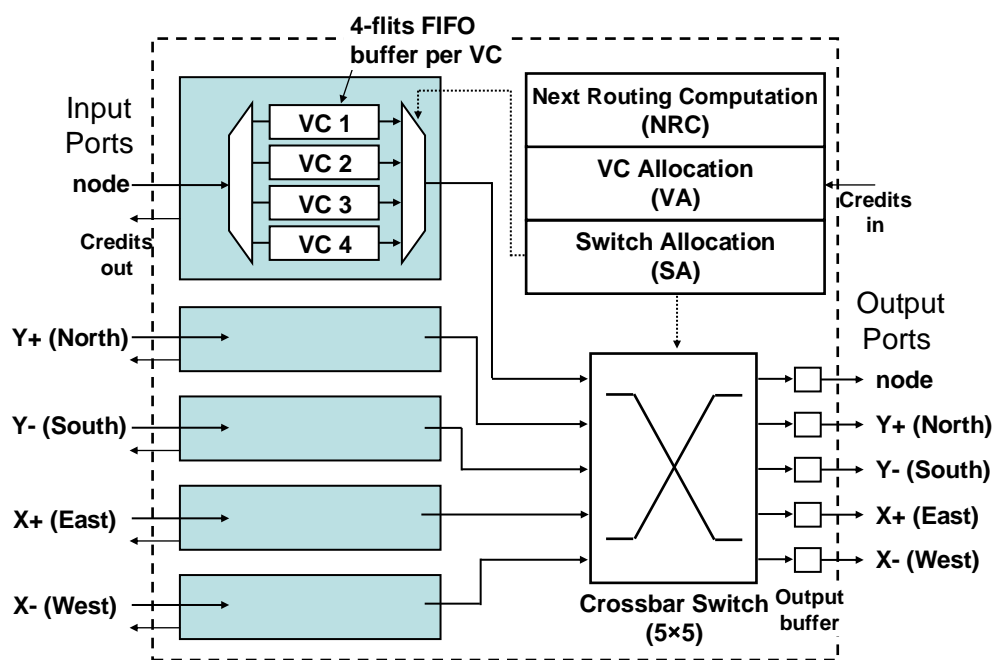 4-flits FIFO
buffer per VC
Input
Ports
node
Credits
out
VC 1
VC 2
VC 3
VC 4
Next Routing Computation
(NRC)
VC Allocation
(VA)
Switch Allocation
(SA)
Credits
in
Y+ (North)
Y- (South)
X+ (East)
X- (West)
Output
Ports
node
Y+ (North)
Y- (South)
X+ (East)
X- (West)
Crossbar Switch
(5×5)
Output
buffer